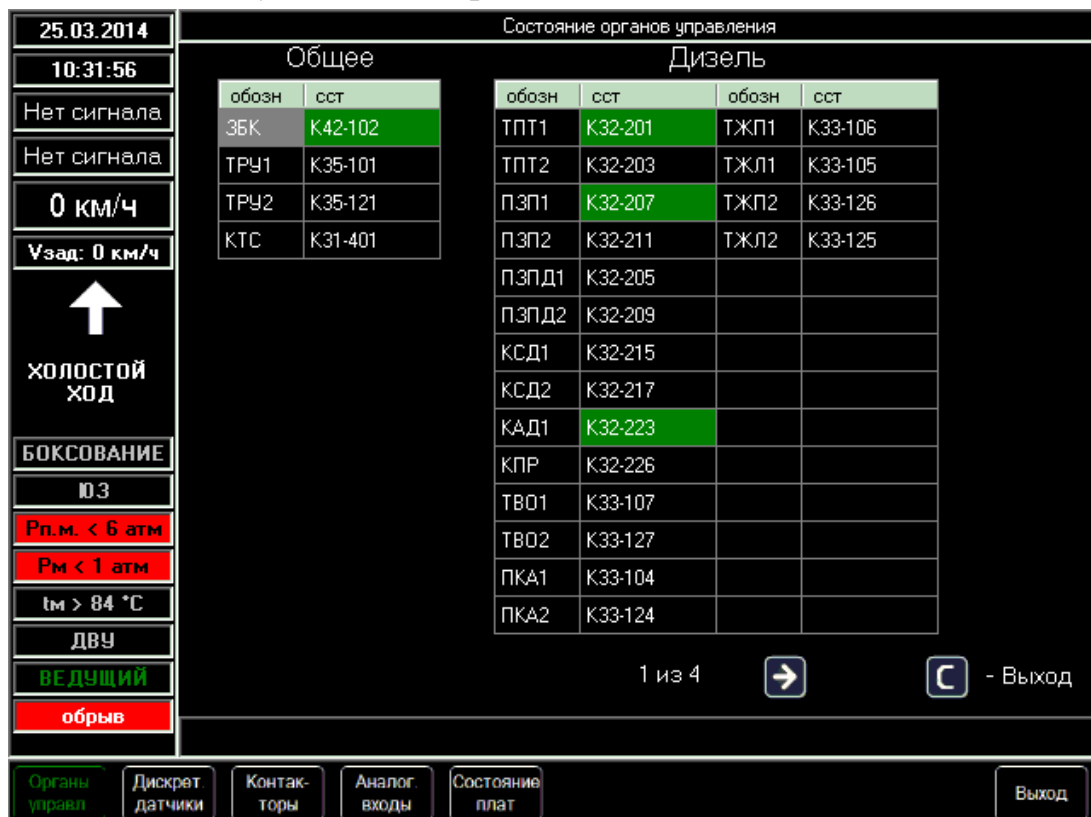 25.03.2014
10:31:56
Нет сигнала
Нет сигнала
0 км/ч
Vзад: 0 км/ч
ХОЛОСТОЙ
ХОД
БОКСОВАНИЕ
ЮЗ
Рп.м. < 6 атм
Рм < 1 атм
tм > 84 °C
ДВУ
ВЕДУЩИЙ
обрыв
Состояние органов управления
Общее
обозн сст
ЗБК К42-102
ТРУ1 К35-101
ТРУ2 К35-121
КТС К31-401
Дизель
обозн сст обозн сст
ТПТ1 К32-201 ТЖП1 К33-106
ТПТ2 К32-203 ТЖЛ1 К33-105
ПЗП1 К32-207 ТЖП2 К33-126
ПЗП2 К32-211 ТЖЛ2 К33-125
ПЗПД1 К32-205
ПЗПД2 К32-209
КСД1 К32-215
КСД2 К32-217
КАД1 К32-223
КПР К32-226
ТВО1 К33-107
ТВО2 К33-127
ПКА1 К33-104
ПКА2 К33-124
1 из 4 C - Выход
Органы управл
Дискрет. датчики
Контак- торы
Аналог. входы
Состояние плат
Выход